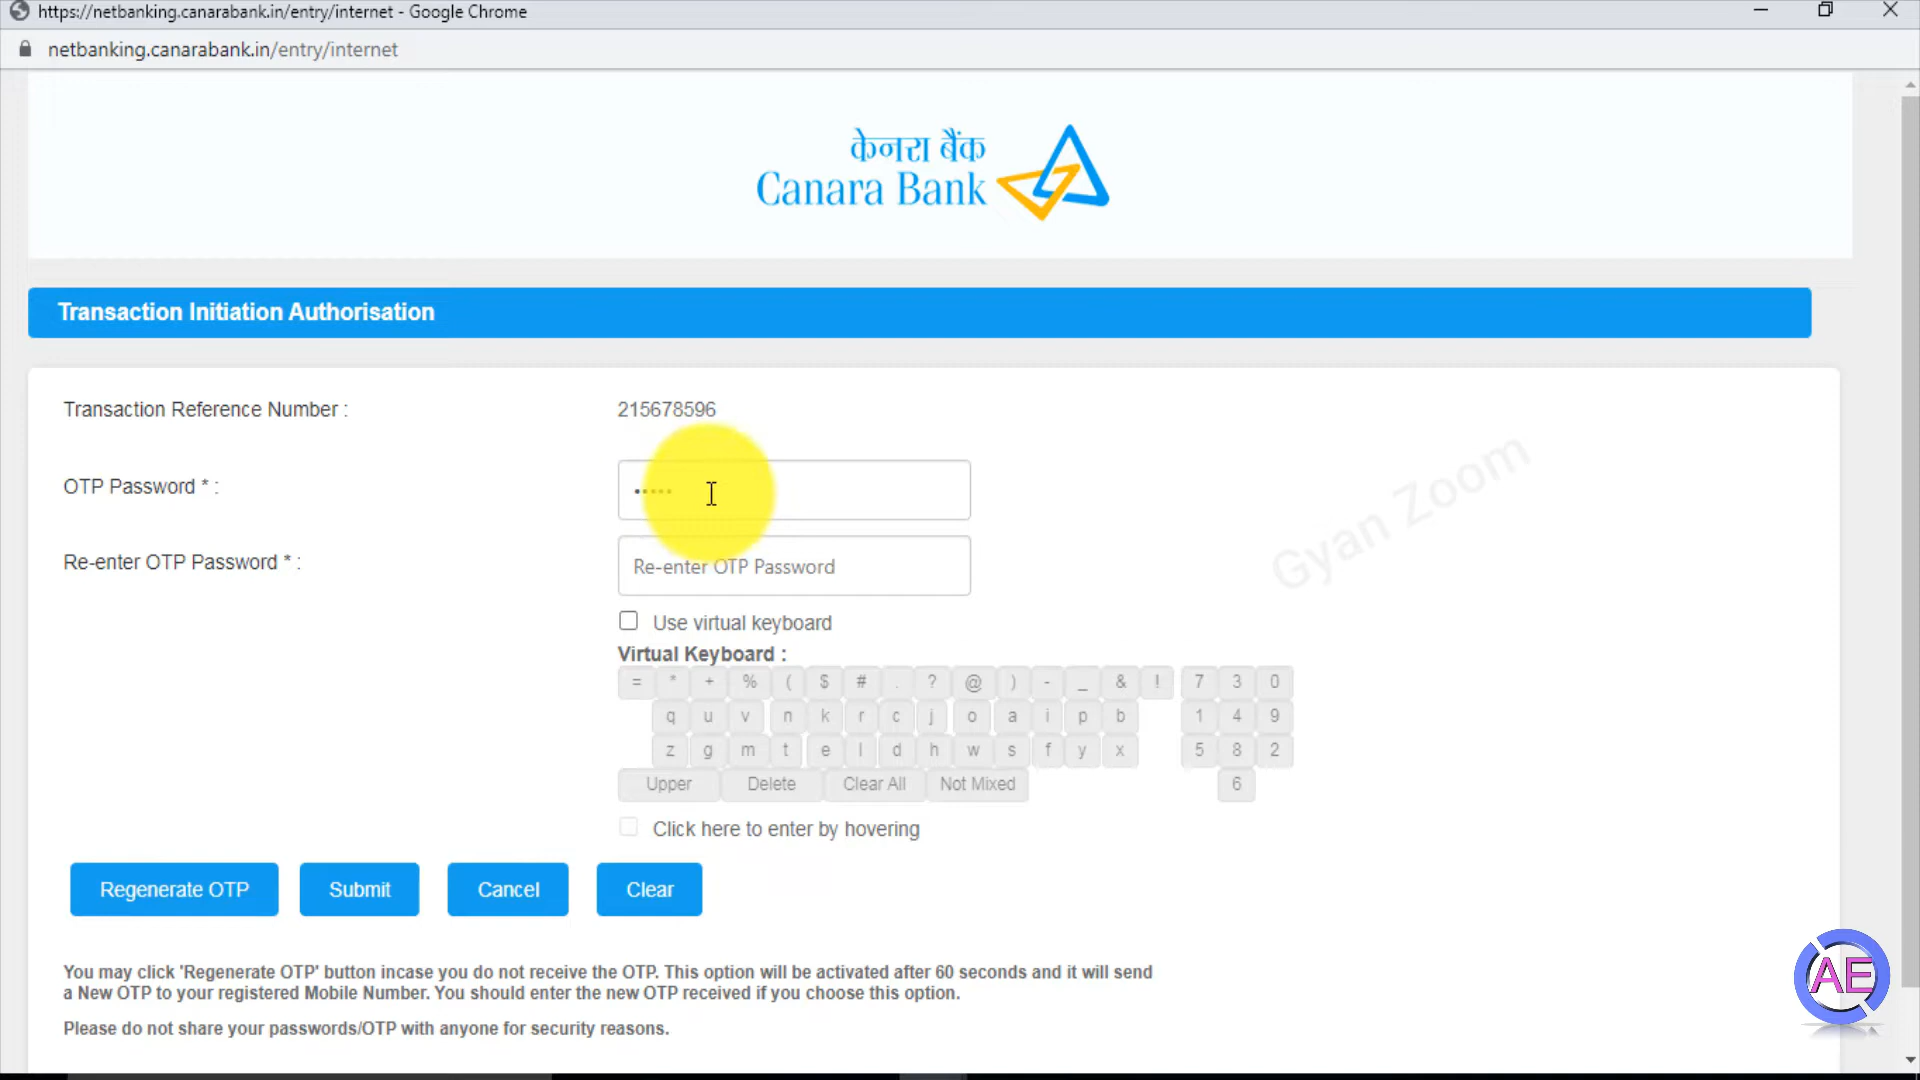 https://netbanking.canarabank.in/entry/internet - Google Chrome
netbanking.canarabank.in/entry/internet
केनरा बैंक
Canara Bank
Transaction Initiation Authorisation
Transaction Reference Number : 215678596
OTP Password * : •••••
Re-enter OTP Password * : Re-enter OTP Password
Gyan Zoom
Use virtual keyboard
Virtual Keyboard :
= * + % ( $ # . ? @ ) - _ & ! 7 3 0
q u v n k r c j o a i p b 1 4 9
z g m t e l d h w s f y x 5 8 2
Upper Delete Clear All Not Mixed 6
Click here to enter by hovering
Regenerate OTP Submit Cancel Clear
You may click 'Regenerate OTP' button incase you do not receive the OTP. This option will be activated after 60 seconds and it will send
a New OTP to your registered Mobile Number. You should enter the new OTP received if you choose this option.
Please do not share your passwords/OTP with anyone for security reasons.
AE